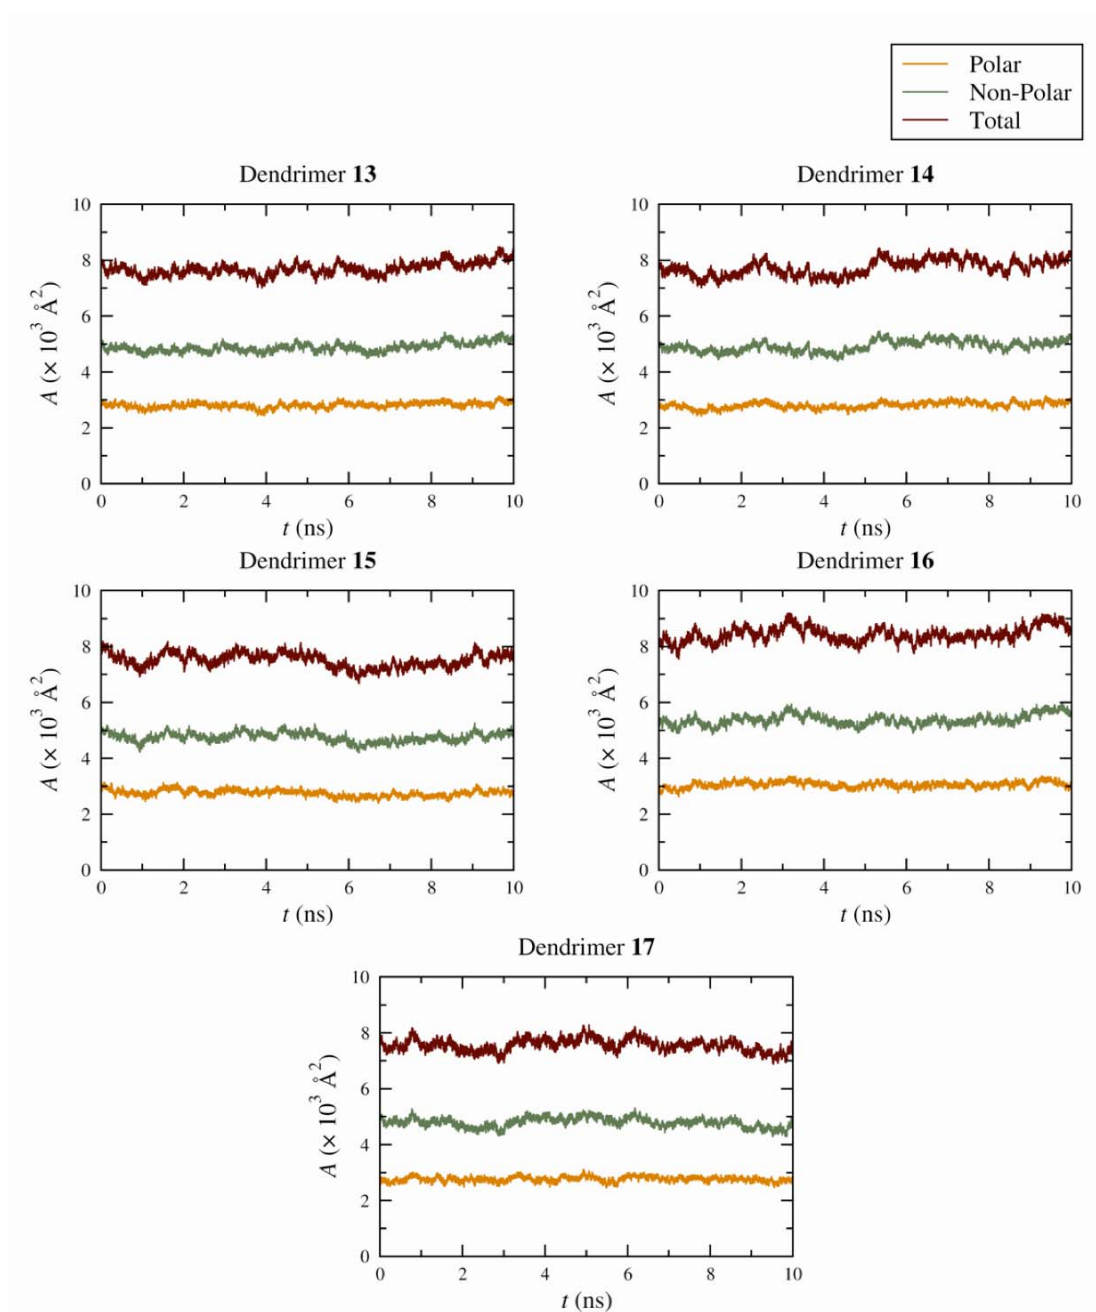 Polar
Non-Polar
Total
Dendrimer 13
10
8
6
4
2
0
A (× 10³ Å²)
0 2 4 6 8 10
t (ns)
Dendrimer 14
10
8
6
4
2
0
A (× 10³ Å²)
0 2 4 6 8 10
t (ns)
Dendrimer 15
10
8
6
4
2
0
A (× 10³ Å²)
0 2 4 6 8 10
t (ns)
Dendrimer 16
10
8
6
4
2
0
A (× 10³ Å²)
0 2 4 6 8 10
t (ns)
Dendrimer 17
10
8
6
4
2
0
A (× 10³ Å²)
0 2 4 6 8 10
t (ns)